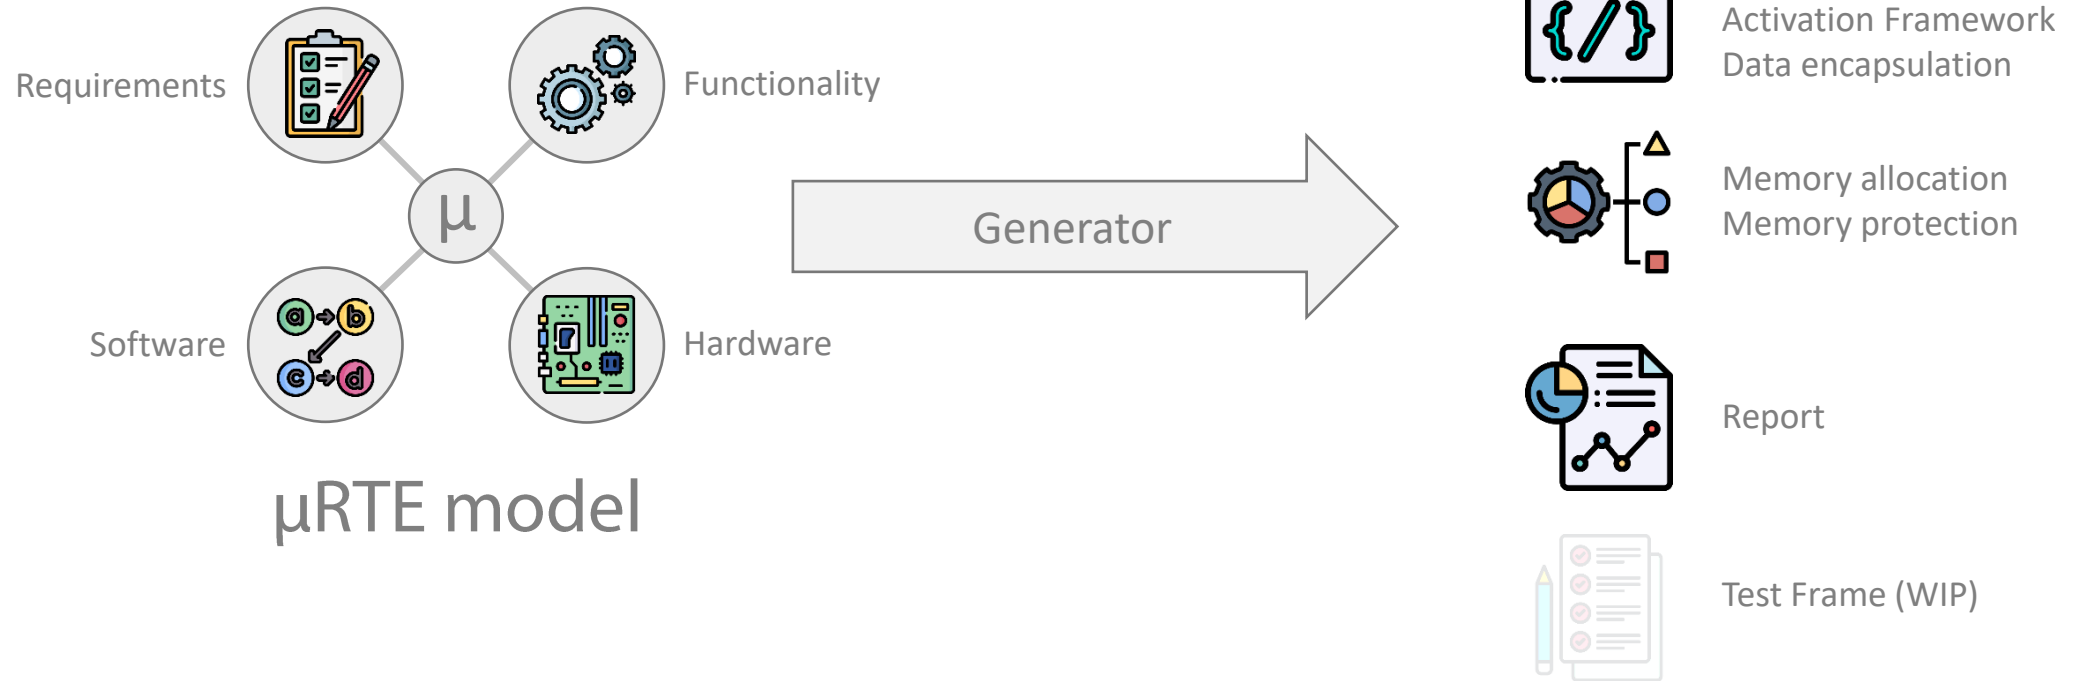 Requirements
Functionality
µ
Software
Hardware
µRTE model
Generator
{/}
Activation Framework
Data encapsulation
Memory allocation
Memory protection
Report
Test Frame (WIP)
a
b
c
d